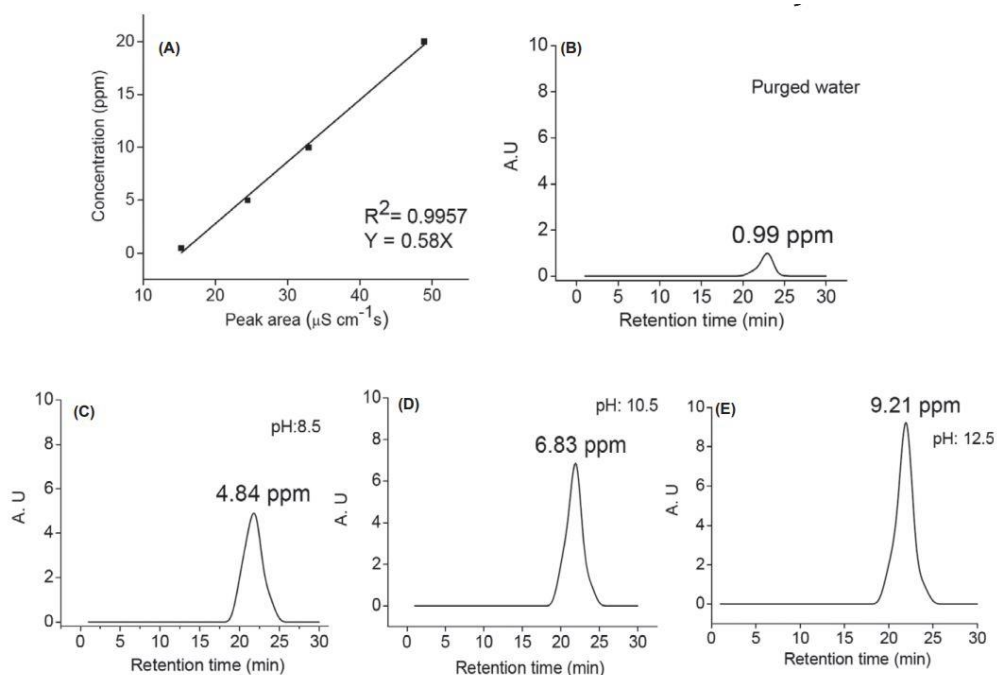 (A)
Concentration (ppm)
20
15
10
5
0
R2= 0.9957
Y = 0.58X
10 20 30 40 50
Peak area (μS cm-1s)
(B)
Purged water
A.U
10
8
6
4
2
0
0.99 ppm
0 5 10 15 20 25 30
Retention time (min)
(C)
pH:8.5
A. U
10
8
6
4
2
0
4.84 ppm
0 5 10 15 20 25 30
Retention time (min)
(D)
pH: 10.5
A. U
10
8
6
4
2
0
6.83 ppm
0 5 10 15 20 25 30
Retention time (min)
(E)
9.21 ppm
pH: 12.5
A. U
10
8
6
4
2
0
0 5 10 15 20 25 30
Retention time (min)